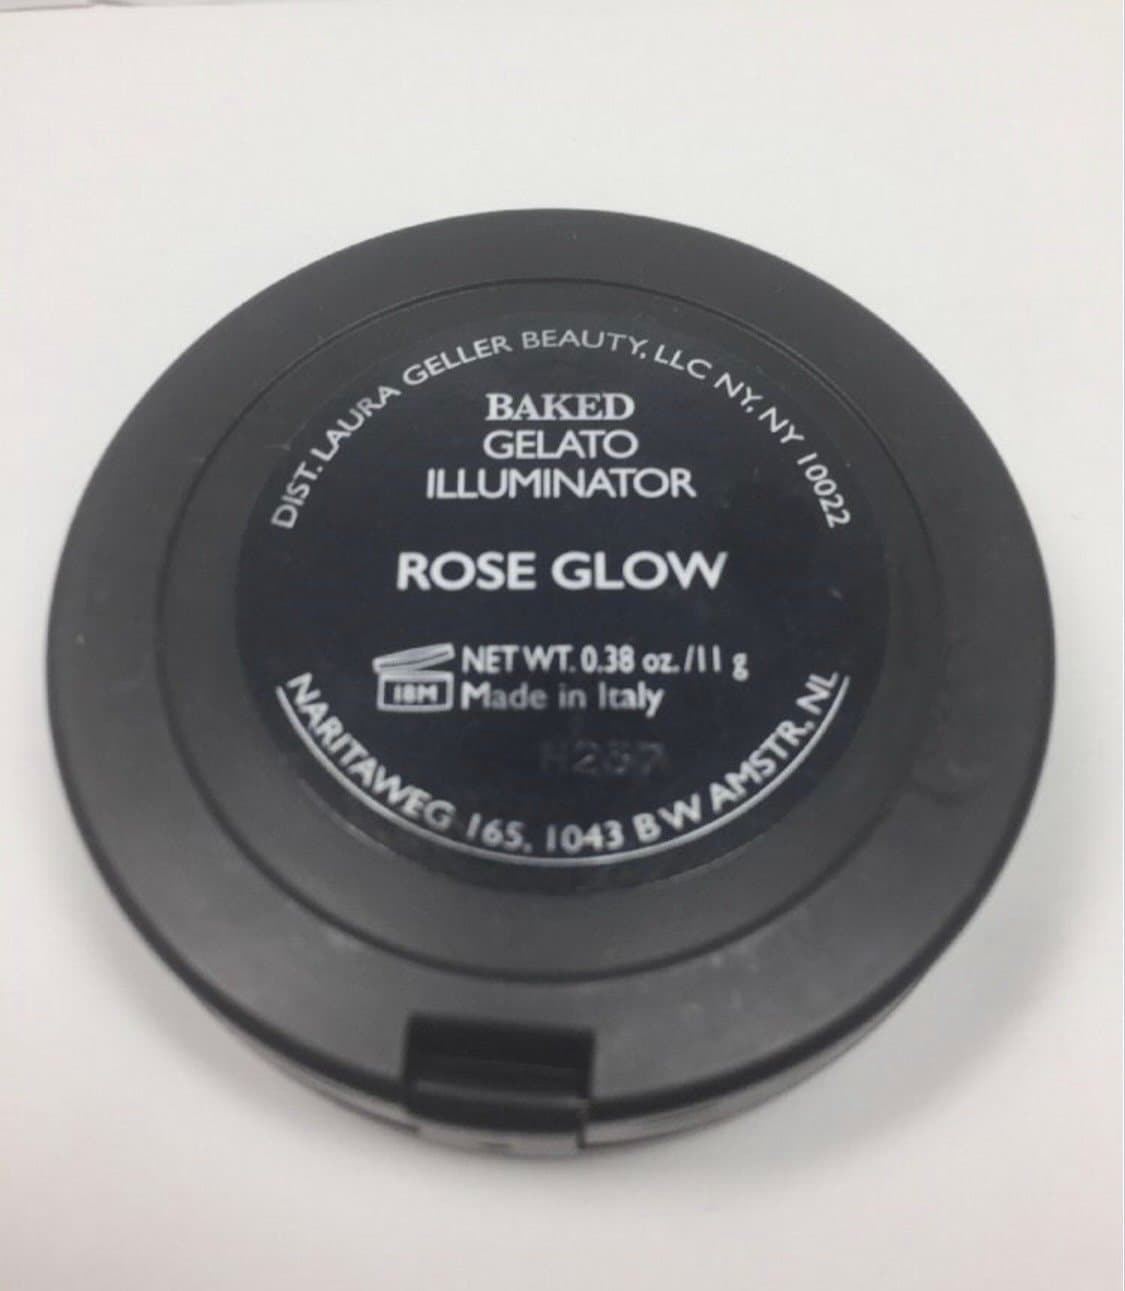 DIST. LAURA GELLER BEAUTY, LLC NY, NY 10022
BAKED
GELATO
ILLUMINATOR
ROSE GLOW
NET WT. 0.38 oz. /11 g
18M
Made in Italy
NARITAWEG 165, 1043 BW AMSTR. NL